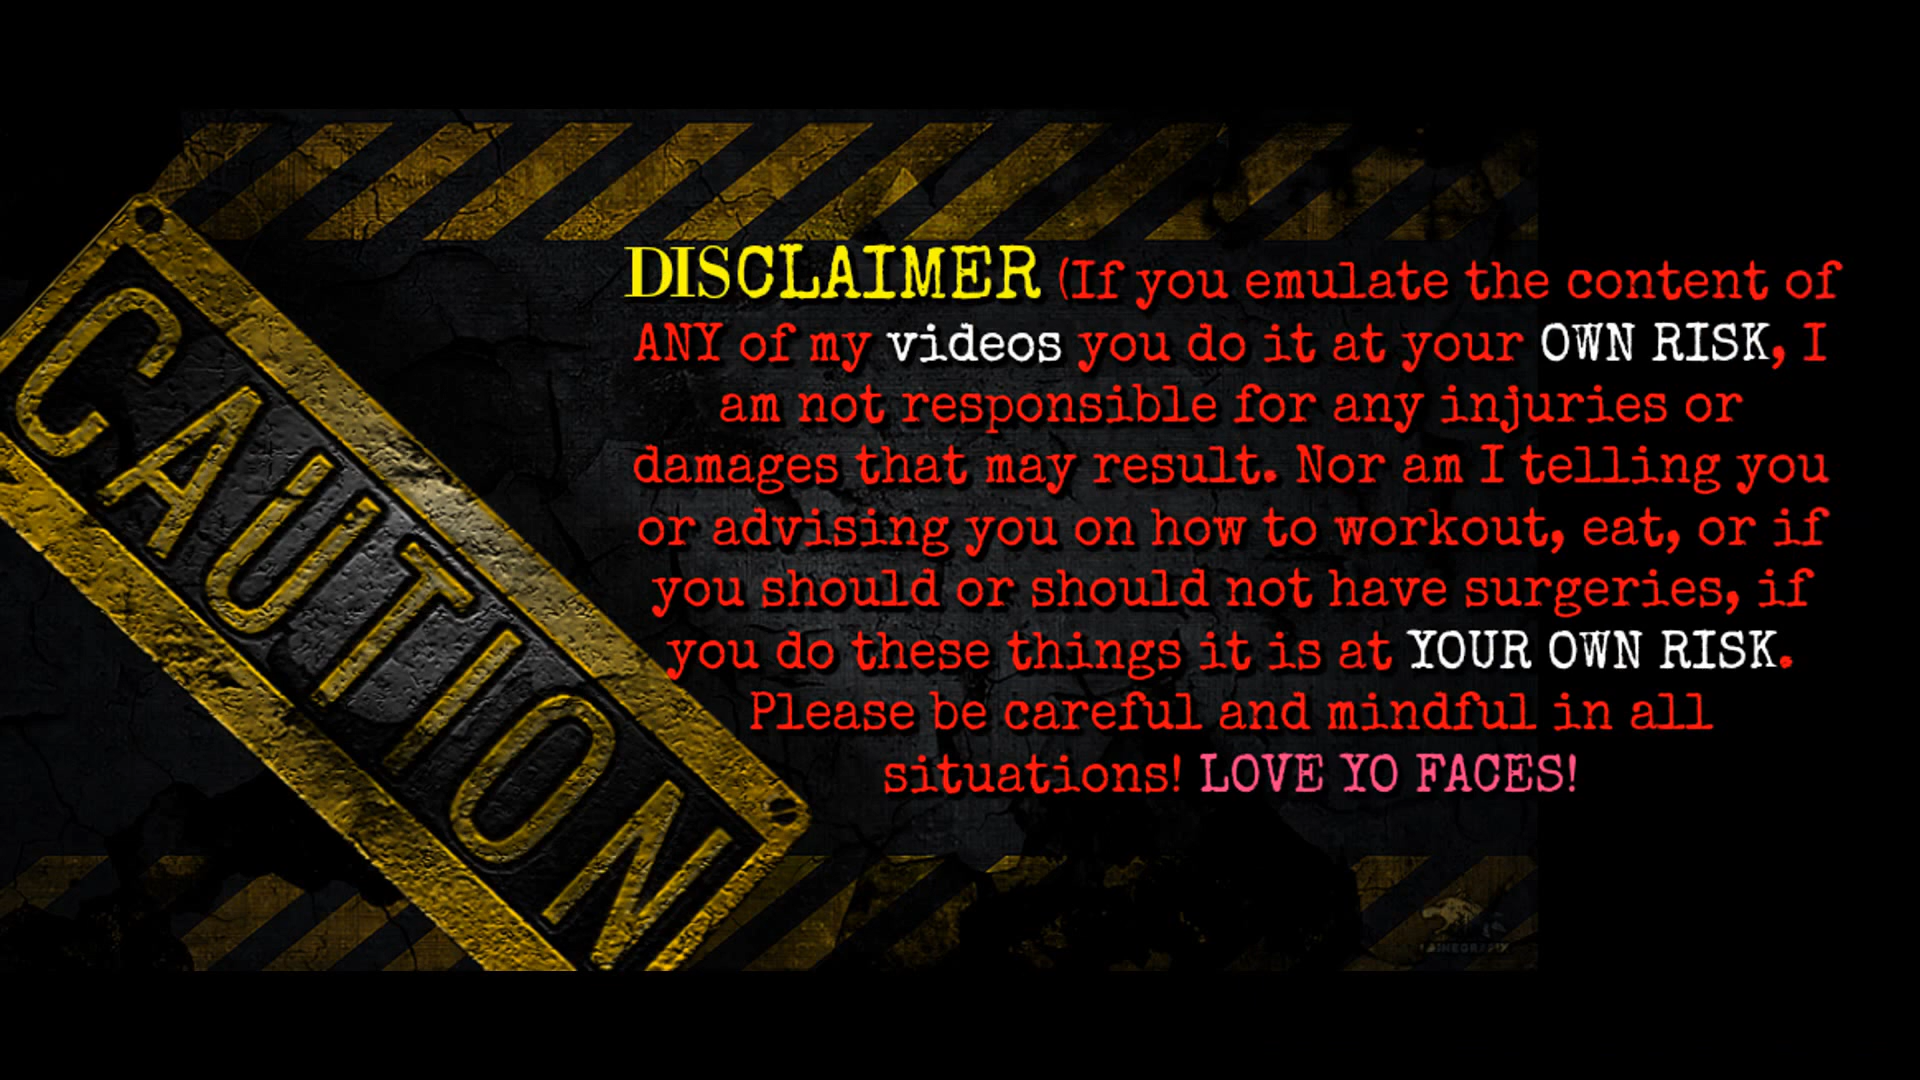 CAUTION
DISCLAIMER (If you emulate the content of
ANY of my videos you do it at your OWN RISK, I
am not responsible for any injuries or
damages that may result. Nor am I telling you
or advising you on how to workout, eat, or if
you should or should not have surgeries, if
you do these things it is at YOUR OWN RISK.
Please be careful and mindful in all
situations! LOVE YO FACES!